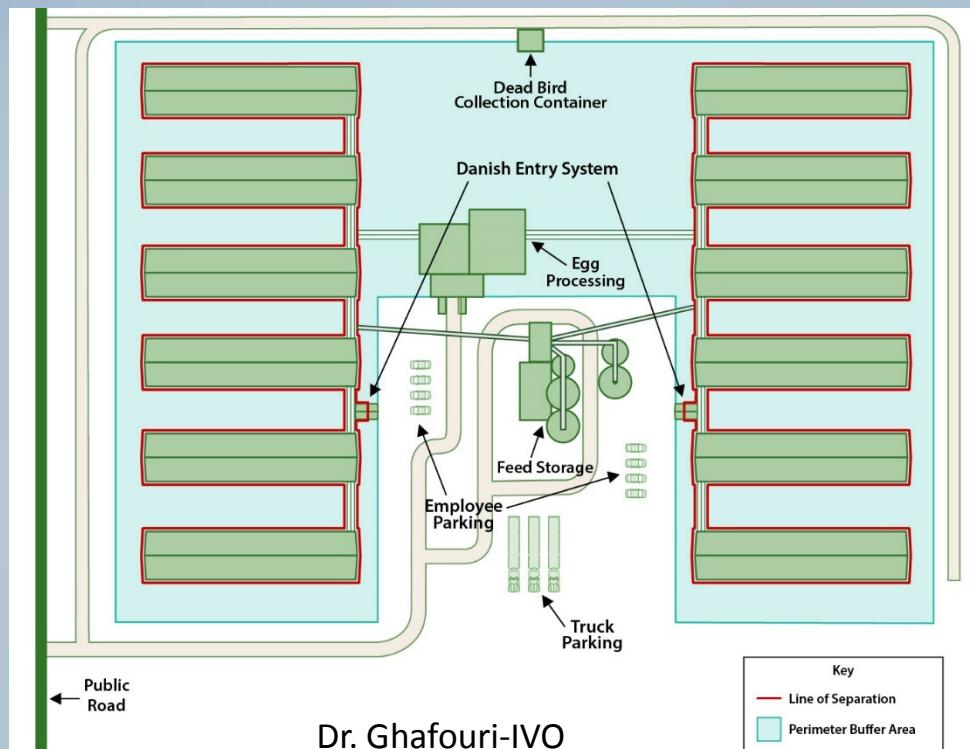 Dead Bird
Collection Container
Danish Entry System
Egg
Processing
Feed Storage
Employee
Parking
Truck
Parking
Public
Road
Key
Line of Separation
Perimeter Buffer Area
Dr. Ghafouri-IVO